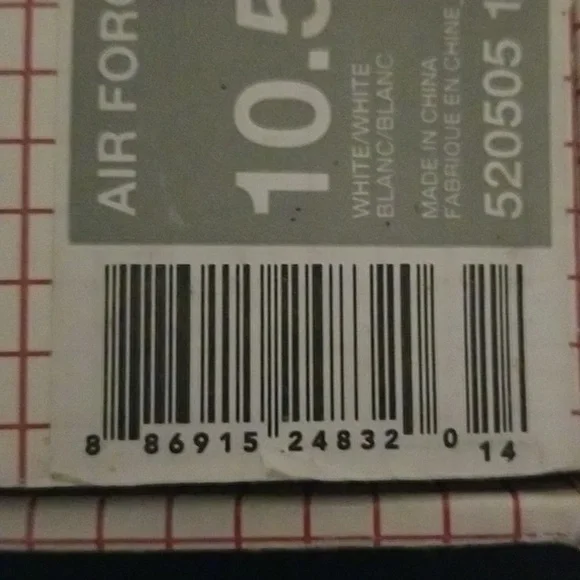 AIR FORC
10.5
WHITE/WHITE
BLANC/BLANC
MADE IN CHINA
FABRIQUE EN CHINE
520505 1
8 86915 24832 0 14